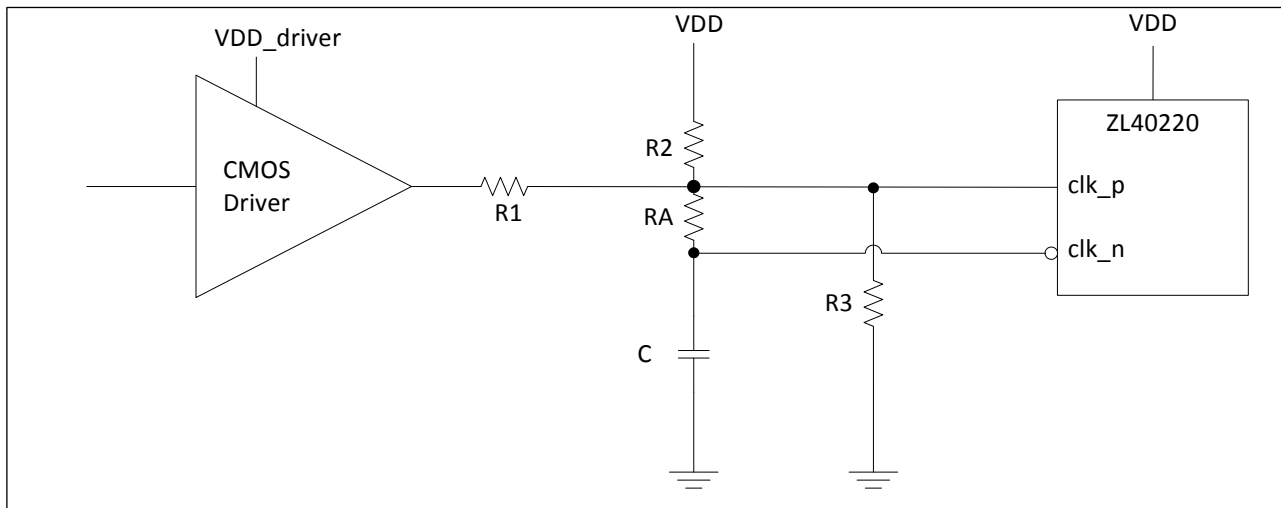 VDD_driver
VDD
VDD
ZL40220
R2
CMOS
Driver
clk_p
R1
RA
clk_n
R3
C